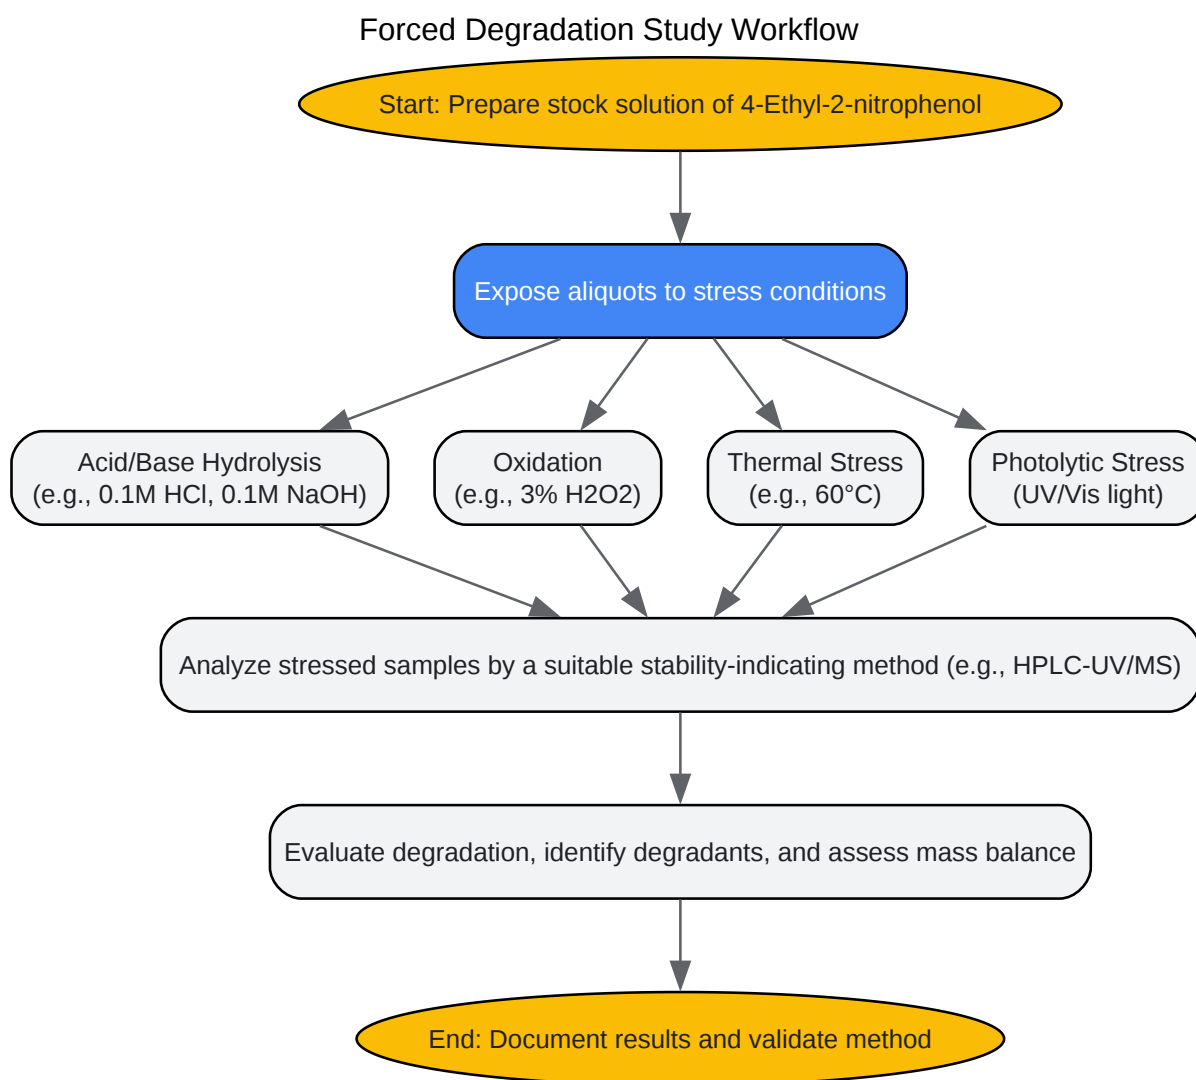 Forced Degradation Study Workflow
Start: Prepare stock solution of 4-Ethyl-2-nitrophenol
Expose aliquots to stress conditions
Acid/Base Hydrolysis
(e.g., 0.1M HCl, 0.1M NaOH)
Oxidation
(e.g., 3% H2O2)
Thermal Stress
(e.g., 60°C)
Photolytic Stress
(UV/Vis light)
Analyze stressed samples by a suitable stability-indicating method (e.g., HPLC-UV/MS)
Evaluate degradation, identify degradants, and assess mass balance
End: Document results and validate method